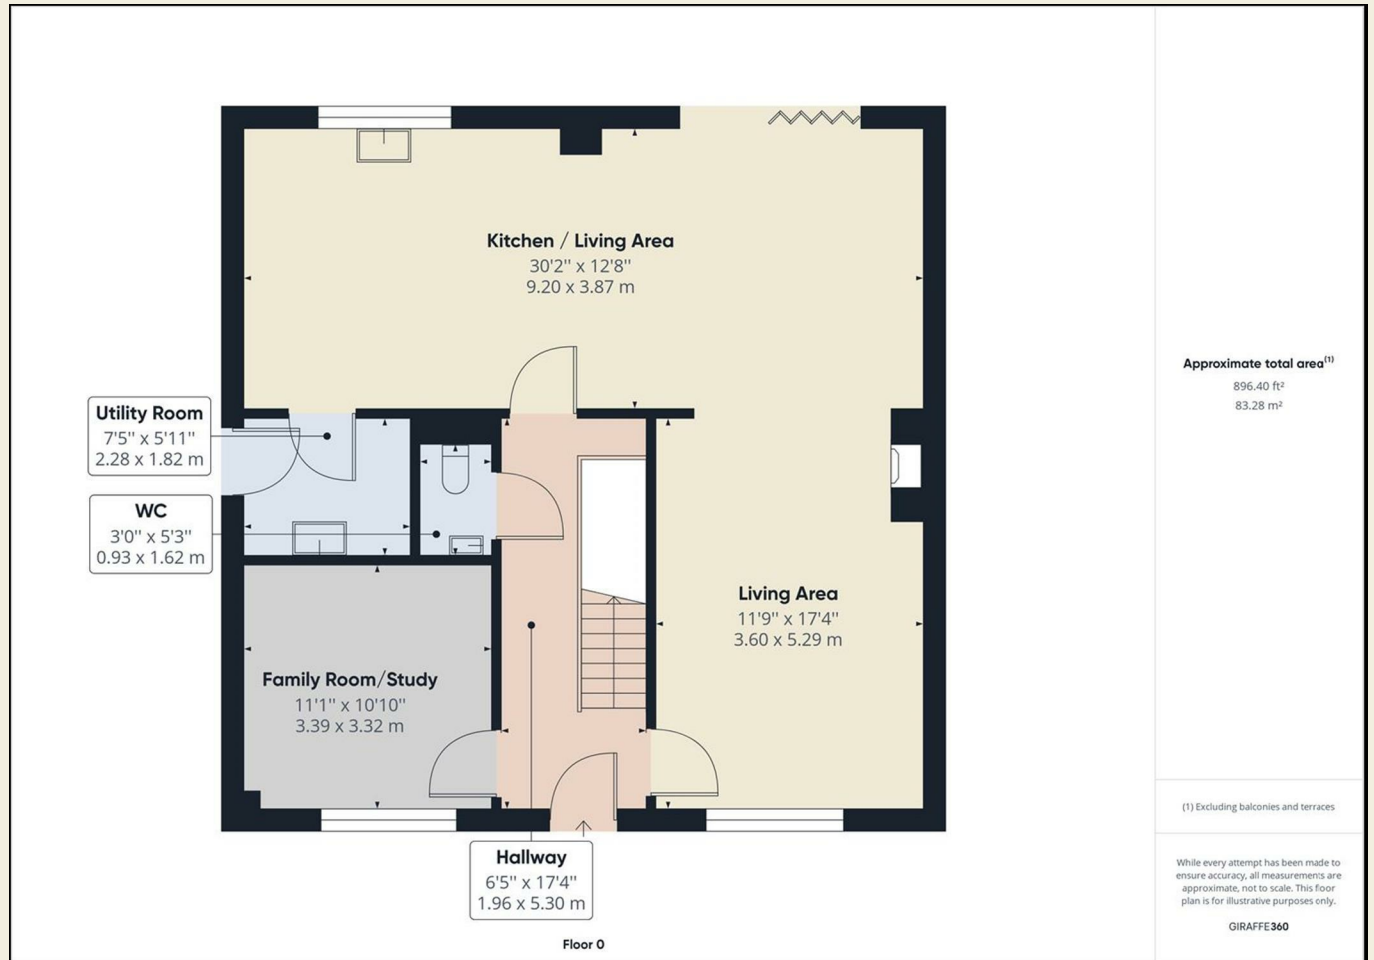 Kitchen / Living Area
30'2'' x 12'8''
9.20 x 3.87 m
Utility Room
7'5'' x 5'11''
2.28 x 1.82 m
WC
3'0'' x 5'3''
0.93 x 1.62 m
Living Area
11'9'' x 17'4''
3.60 x 5.29 m
Family Room/Study
11'1'' x 10'10''
3.39 x 3.32 m
Hallway
6'5'' x 17'4''
1.96 x 5.30 m
Floor 0
Approximate total area(1)
896.40 ft²
83.28 m²
(1) Excluding balconies and terraces
While every attempt has been made to
ensure accuracy, all measurements are
approximate, not to scale. This floor
plan is for illustrative purposes only.
GIRAFFE360